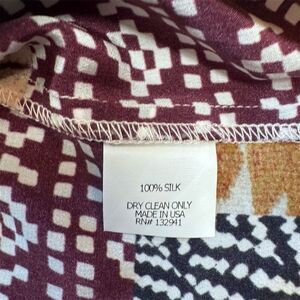 100% SILK
DRY CLEAN ONLY
MADE IN USA
RN# 132941